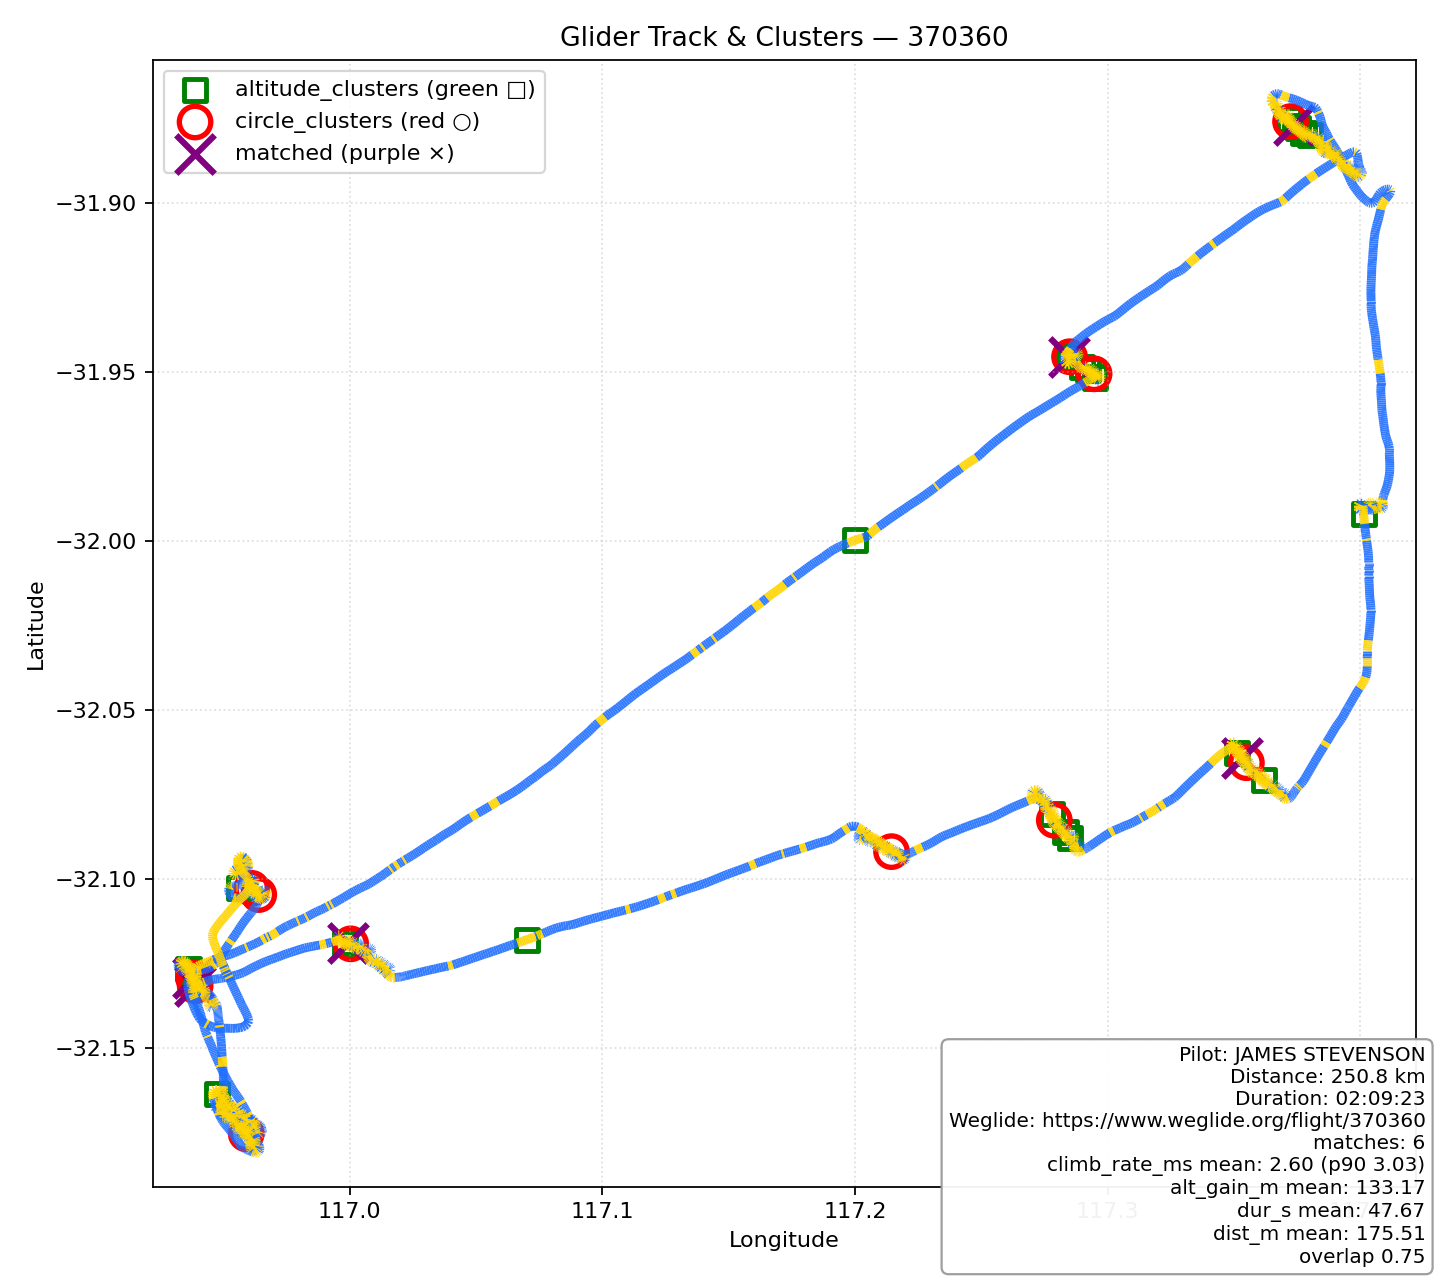 Glider Track & Clusters — 370360
altitude_clusters (green □)
circle_clusters (red ○)
matched (purple ×)
−31.90
−31.95
−32.00
−32.05
−32.10
−32.15
Latitude
117.0
117.1
117.2
117.3
Longitude
Pilot: JAMES STEVENSON
Distance: 250.8 km
Duration: 02:09:23
Weglide: https://www.weglide.org/flight/370360
matches: 6
climb_rate_ms mean: 2.60 (p90 3.03)
alt_gain_m mean: 133.17
dur_s mean: 47.67
dist_m mean: 175.51
overlap 0.75